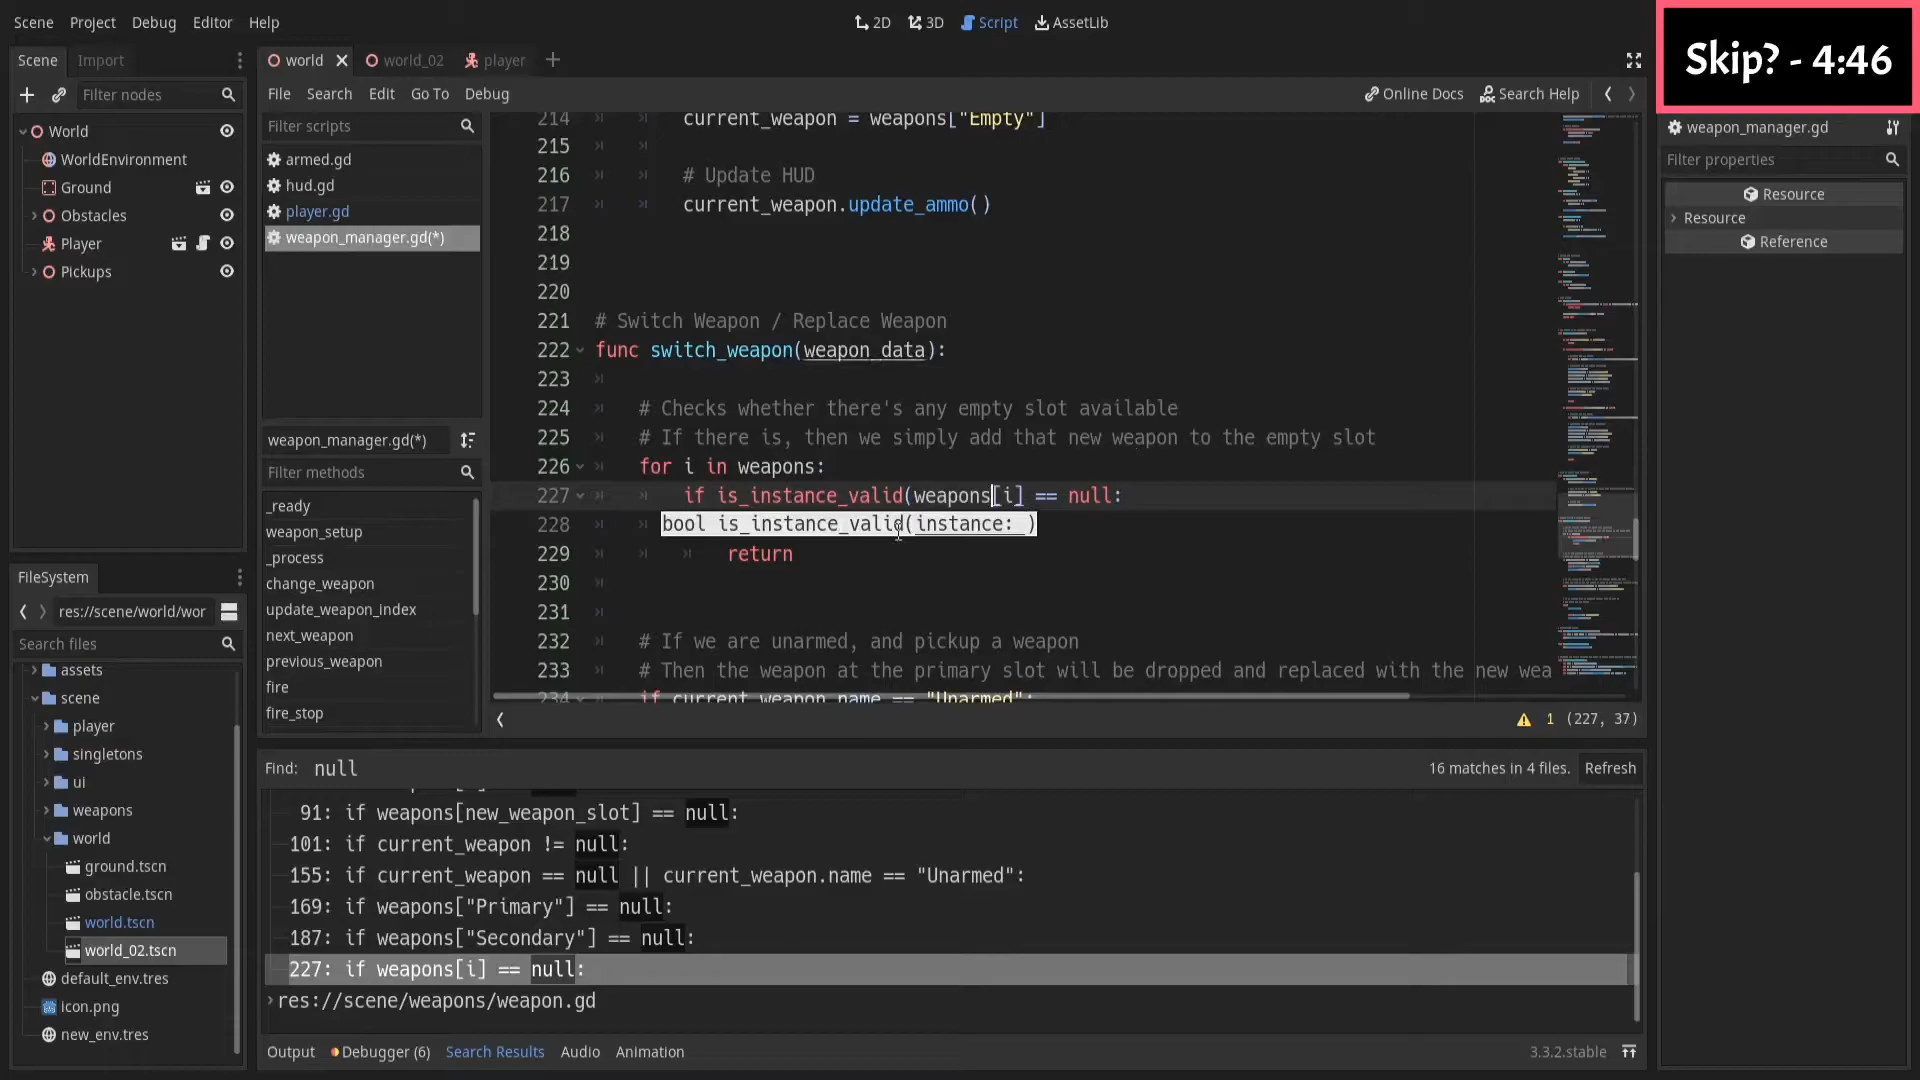 Scene Project Debug Editor Help
2D 3D Script AssetLib
Skip? - 4:46
Scene Import
Filter nodes
World
WorldEnvironment
Ground
Obstacles
Player
Pickups
FileSystem
res://scene/world/wor
Search files
assets
scene
player
singletons
ui
weapons
world
ground.tscn
obstacle.tscn
world.tscn
world_02.tscn
default_env.tres
icon.png
new_env.tres
world world_02 player
File Search Edit Go To Debug
Online Docs Search Help
Filter scripts
armed.gd
hud.gd
player.gd
weapon_manager.gd(*)
weapon_manager.gd(*)
Filter methods
_ready
weapon_setup
_process
change_weapon
update_weapon_index
next_weapon
previous_weapon
fire
fire_stop
214 current_weapon = weapons["Empty"]
215
216 # Update HUD
217 current_weapon.update_ammo()
218
219
220
221 # Switch Weapon / Replace Weapon
222 func switch_weapon(weapon_data):
223
224 # Checks whether there's any empty slot available
225 # If there is, then we simply add that new weapon to the empty slot
226 for i in weapons:
227 if is_instance_valid(weapons[i] == null:
228 bool is_instance_valid(instance: )
229 return
230
231
232 # If we are unarmed, and pickup a weapon
233 # Then the weapon at the primary slot will be dropped and replaced with the new wea
234 if current_weapon.name == "Unarmed":
1 (227, 37)
Find: null
16 matches in 4 files. Refresh
91: if weapons[new_weapon_slot] == null:
101: if current_weapon != null:
155: if current_weapon == null || current_weapon.name == "Unarmed":
169: if weapons["Primary"] == null:
187: if weapons["Secondary"] == null:
227: if weapons[i] == null:
res://scene/weapons/weapon.gd
Output Debugger (6) Search Results Audio Animation
3.3.2.stable
weapon_manager.gd
Filter properties
Resource
Resource
Reference